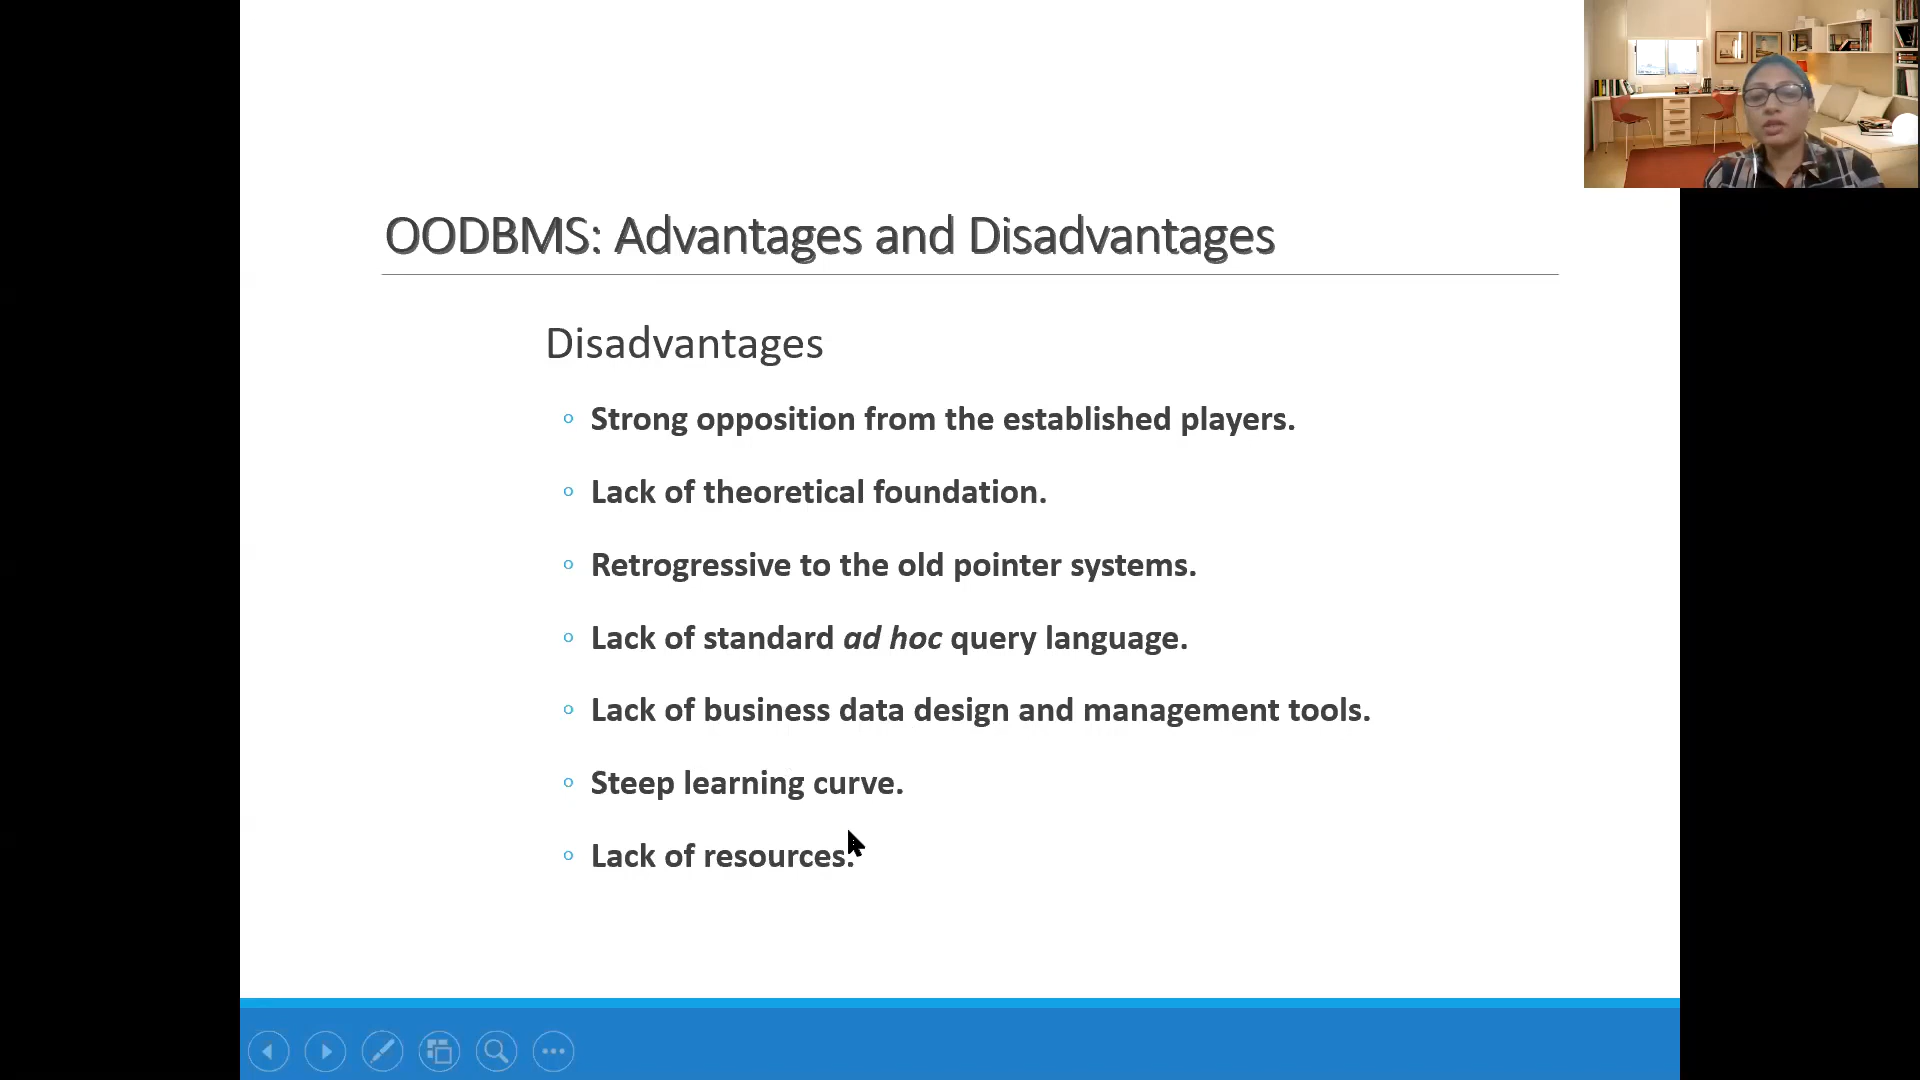 OODBMS: Advantages and Disadvantages
Disadvantages
Strong opposition from the established players.
Lack of theoretical foundation.
Retrogressive to the old pointer systems.
Lack of standard ad hoc query language.
Lack of business data design and management tools.
Steep learning curve.
Lack of resources.